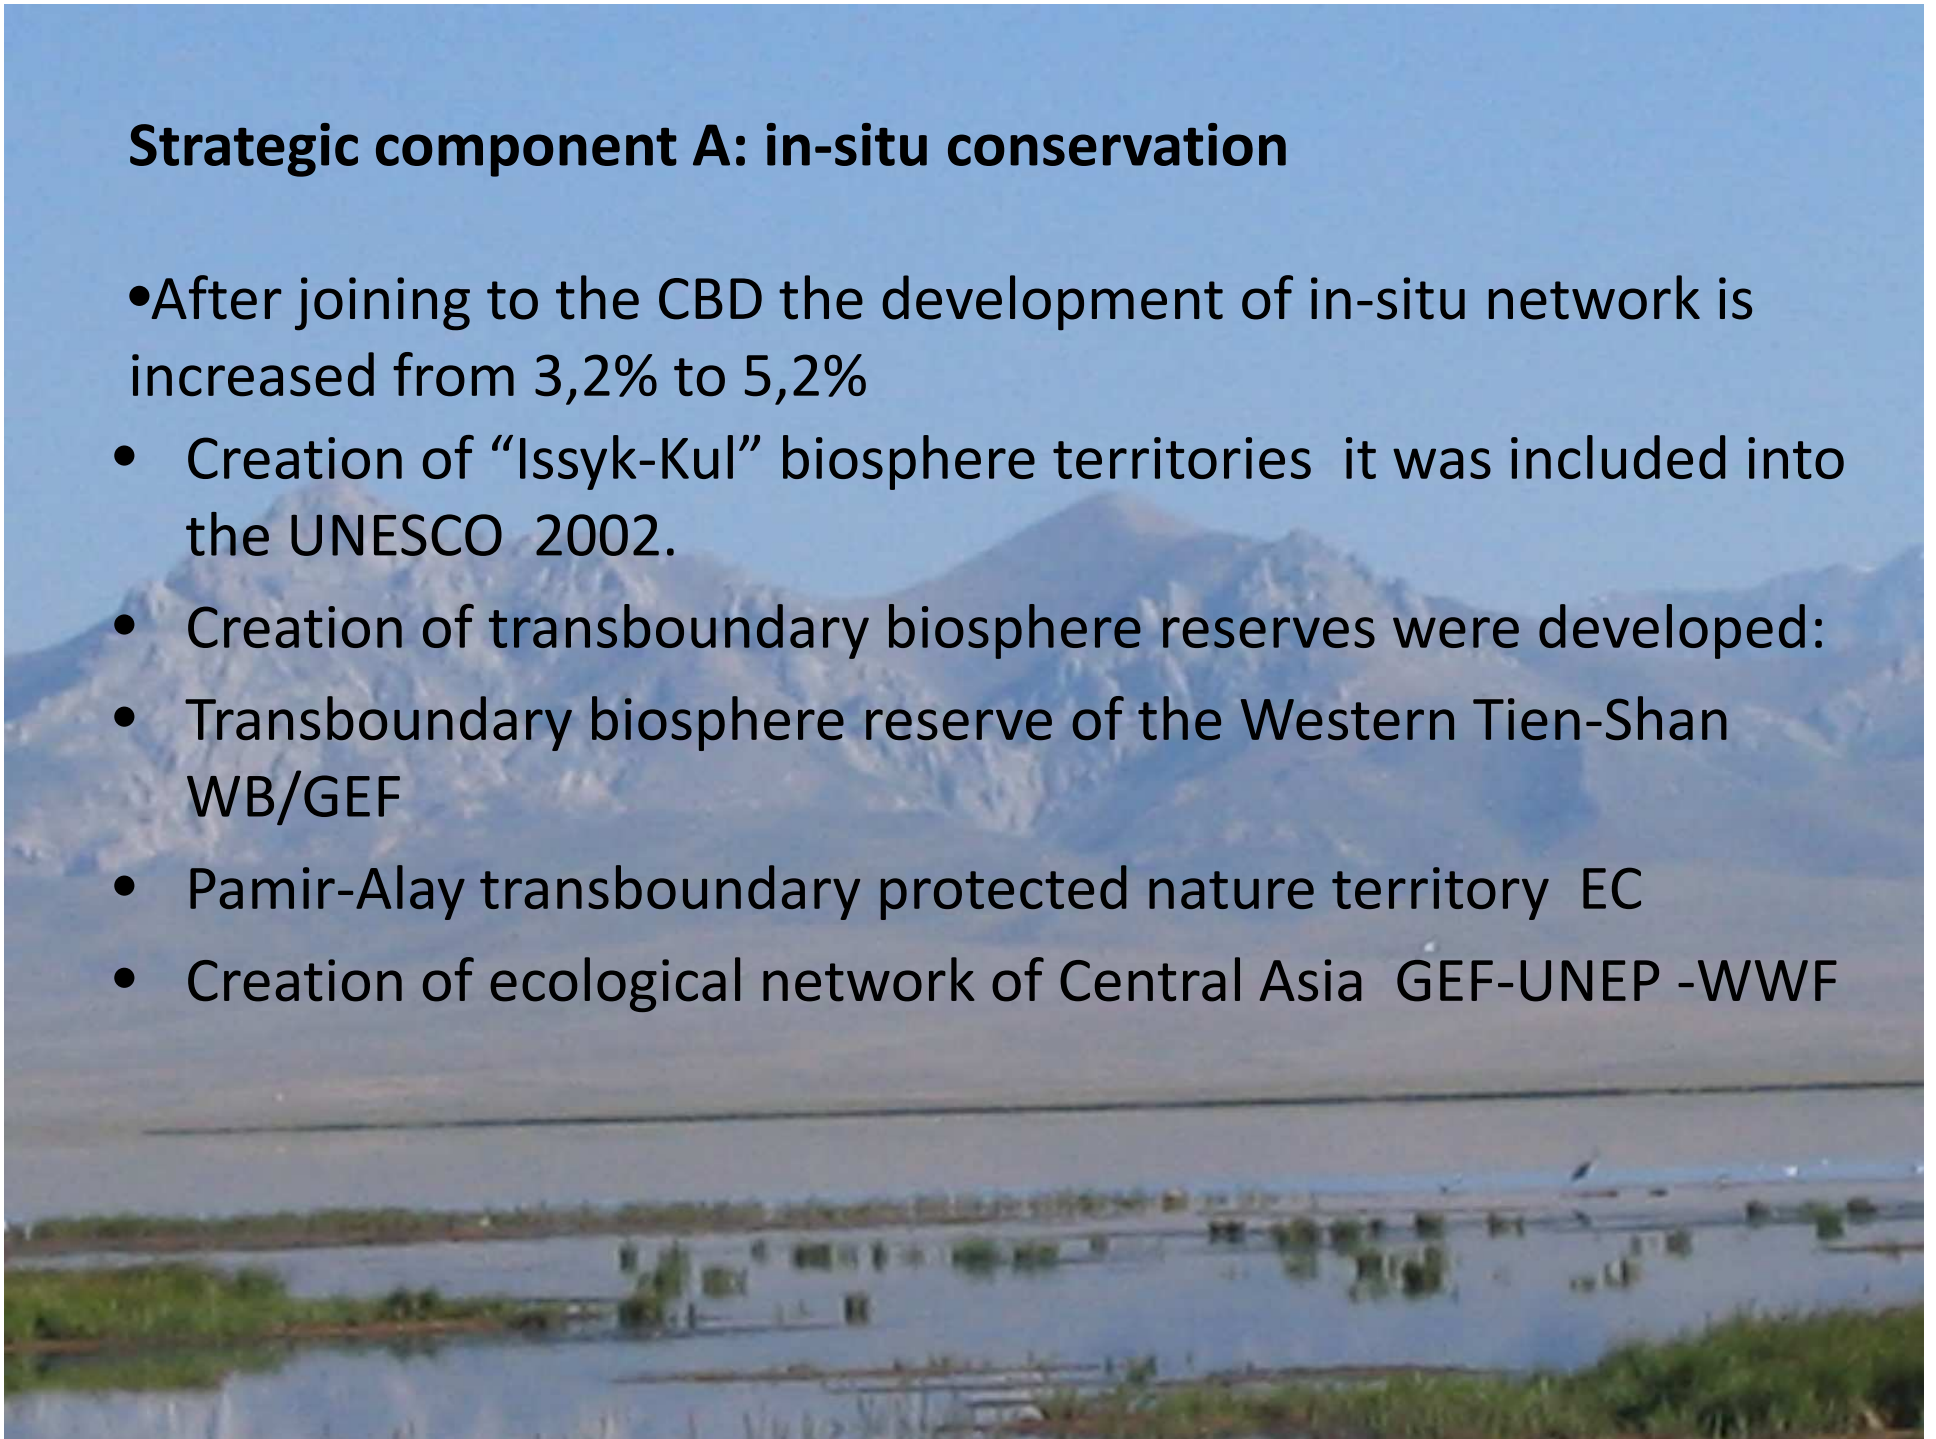 Strategic component A: in-situ conservation
•After joining to the CBD the development of in-situ network is
increased from 3,2% to 5,2%
• Creation of “Issyk-Kul” biosphere territories  it was included into
the UNESCO  2002.
• Creation of transboundary biosphere reserves were developed:
• Transboundary biosphere reserve of the Western Tien-Shan
WB/GEF
• Pamir-Alay transboundary protected nature territory  EC
• Creation of ecological network of Central Asia  GEF-UNEP -WWF